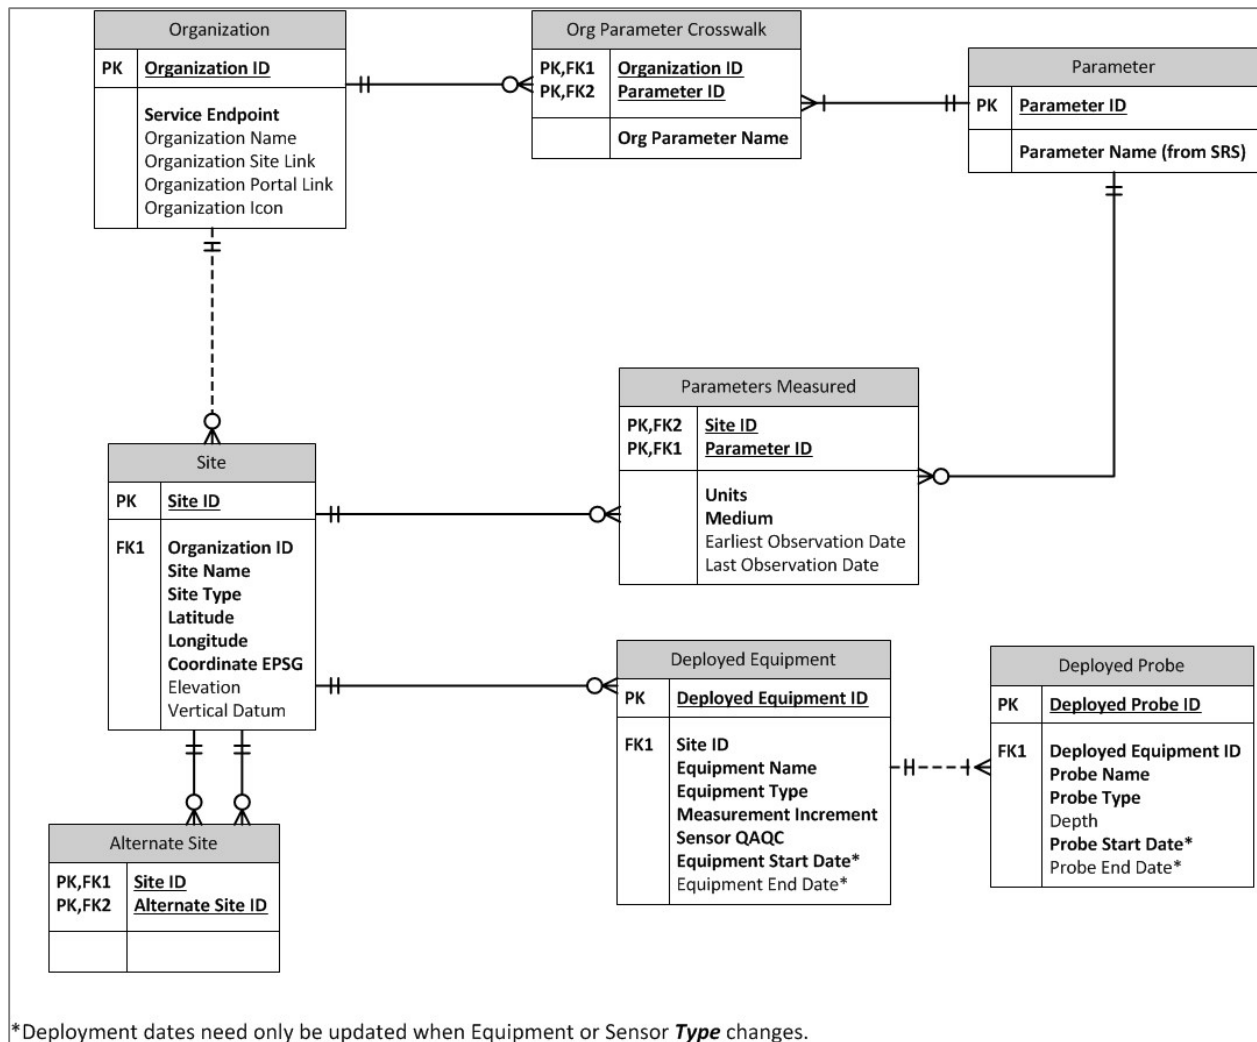 Organization
PK Organization ID
Service Endpoint
Organization Name
Organization Site Link
Organization Portal Link
Organization Icon
Org Parameter Crosswalk
PK,FK1 Organization ID
PK,FK2 Parameter ID
Org Parameter Name
Parameter
PK Parameter ID
Parameter Name (from SRS)
Parameters Measured
PK,FK2 Site ID
PK,FK1 Parameter ID
Units
Medium
Earliest Observation Date
Last Observation Date
Site
PK Site ID
FK1 Organization ID
Site Name
Site Type
Latitude
Longitude
Coordinate EPSG
Elevation
Vertical Datum
Deployed Equipment
PK Deployed Equipment ID
FK1 Site ID
Equipment Name
Equipment Type
Measurement Increment
Sensor QAQC
Equipment Start Date*
Equipment End Date*
Deployed Probe
PK Deployed Probe ID
FK1 Deployed Equipment ID
Probe Name
Probe Type
Depth
Probe Start Date*
Probe End Date*
Alternate Site
PK,FK1 Site ID
PK,FK2 Alternate Site ID
*Deployment dates need only be updated when Equipment or Sensor Type changes.